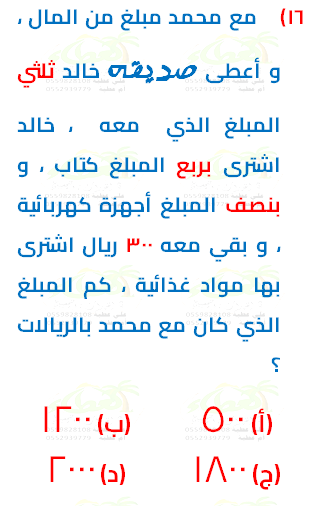 ١٦) مع محمد مبلغ من المال ،
و أعطى صديقه خالد ثلثي
المبلغ الذي معه ، خالد
اشترى بربع المبلغ كتاب ، و
بنصف المبلغ أجهزة كهربائية
، و بقي معه ٣٠٠ ريال اشترى
بها مواد غذائية ، كم المبلغ
الذي كان مع محمد بالريالات
؟
(أ) ٥٠٠ (ب) ١٢٠٠
(ج) ١٨٠٠ (د) ٢٠٠٠